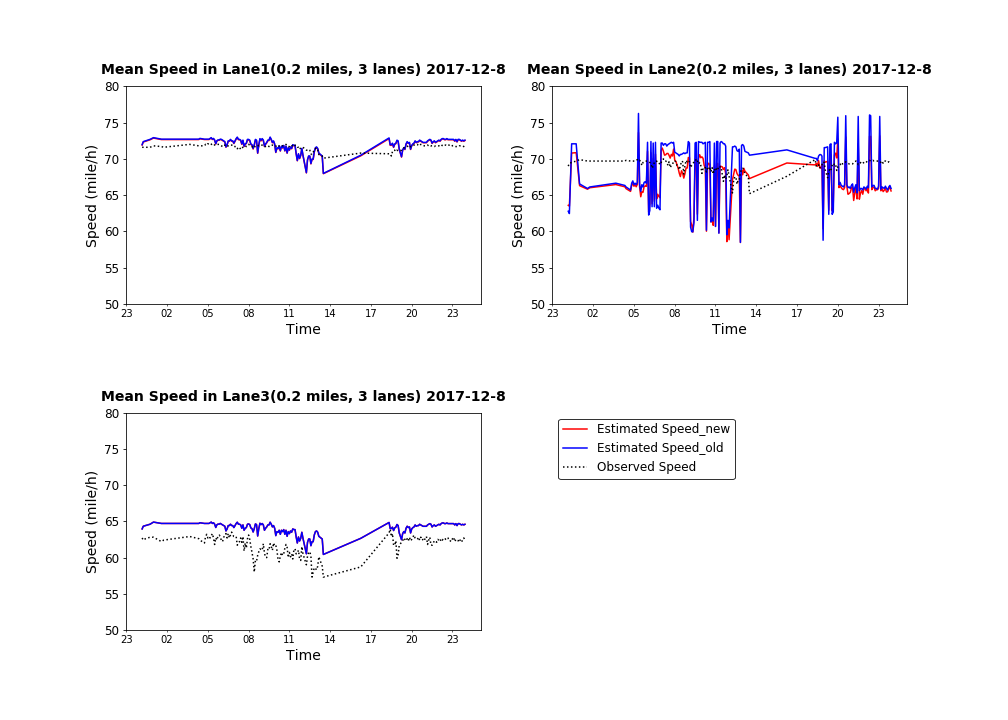 Mean Speed in Lane1(0.2 miles, 3 lanes) 2017-12-8
80
75
70
65
60
55
50
Speed (mile/h)
23 02 05 08 11 14 17 20 23
Time
Mean Speed in Lane2(0.2 miles, 3 lanes) 2017-12-8
80
75
70
65
60
55
50
Speed (mile/h)
23 02 05 08 11 14 17 20 23
Time
Mean Speed in Lane3(0.2 miles, 3 lanes) 2017-12-8
80
75
70
65
60
55
50
Speed (mile/h)
23 02 05 08 11 14 17 20 23
Time
Estimated Speed_new
Estimated Speed_old
Observed Speed